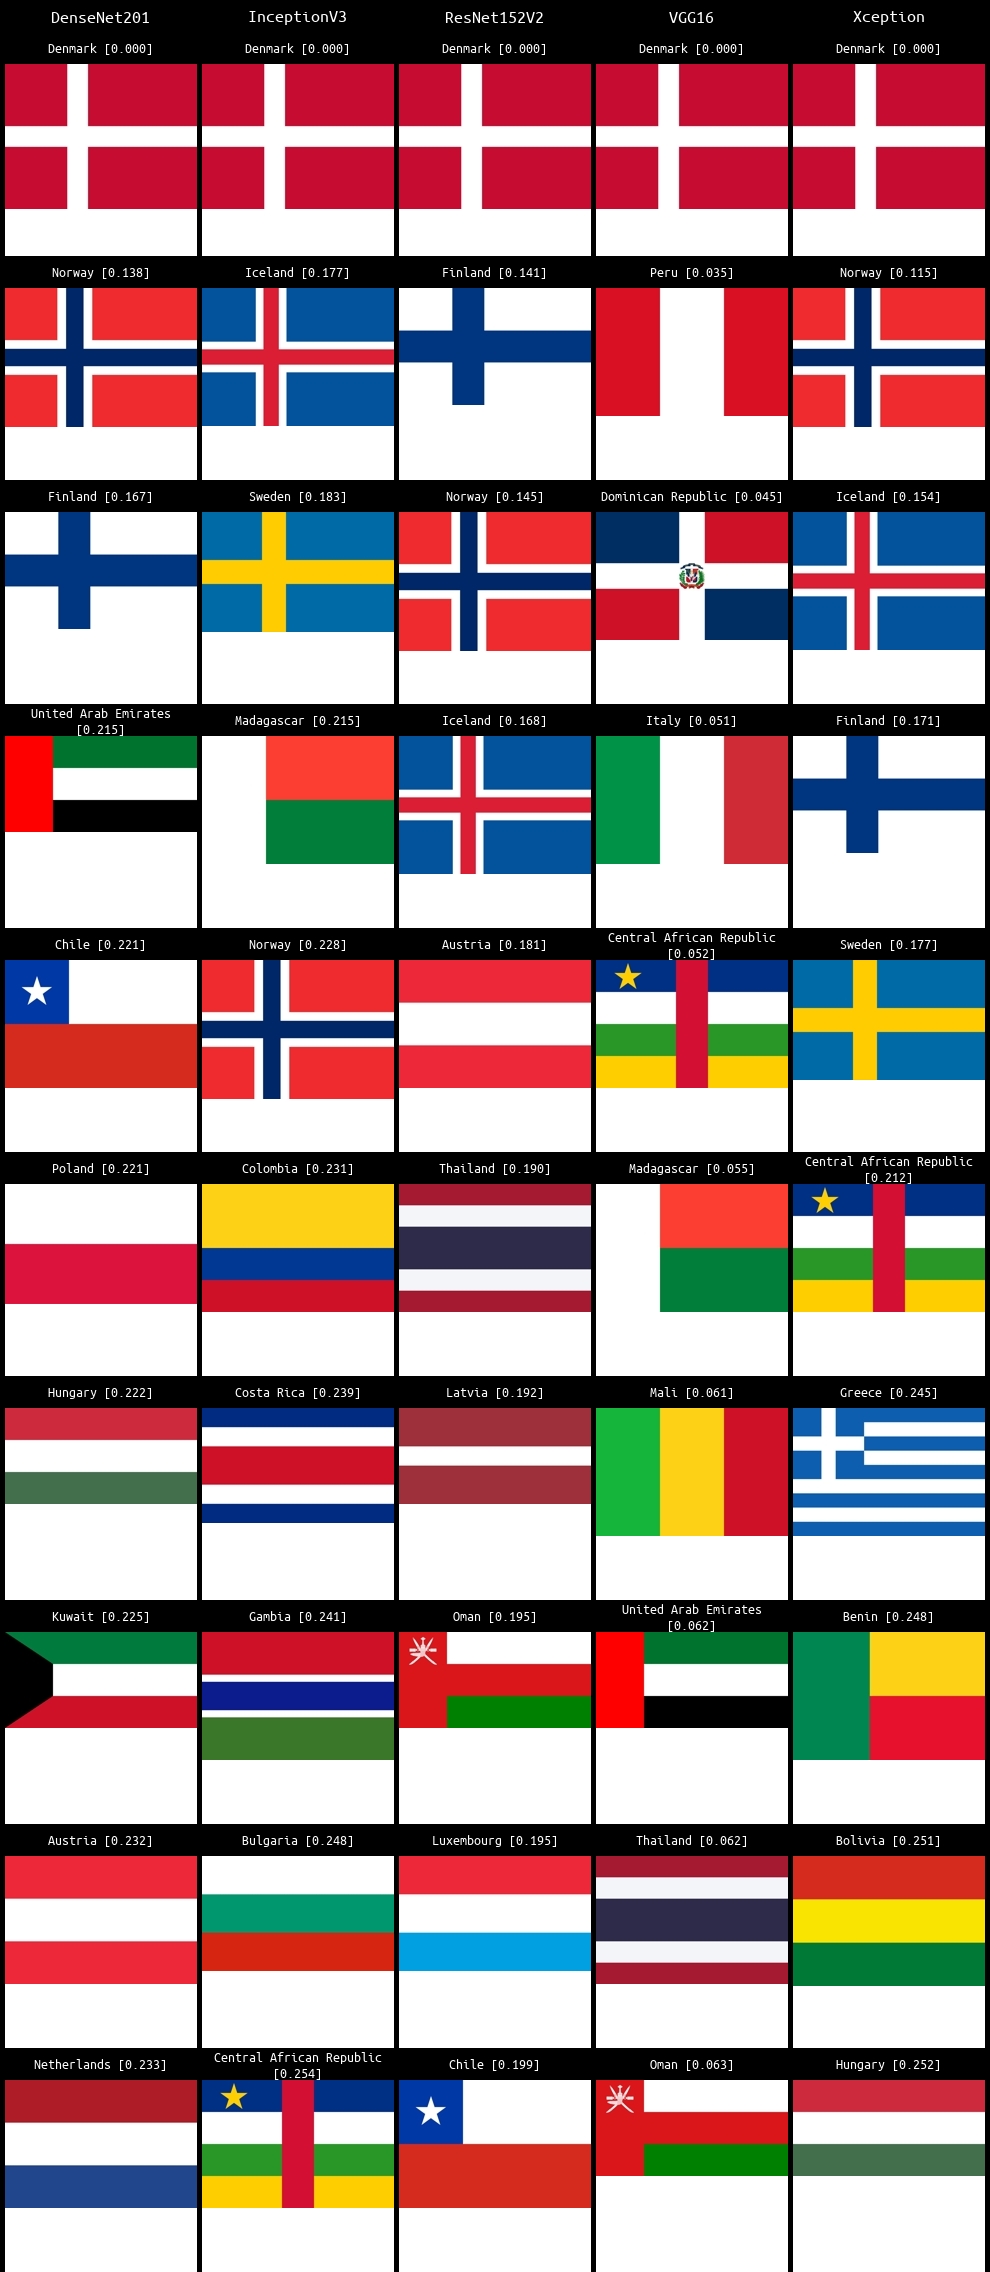 DenseNet201 InceptionV3 ResNet152V2 VGG16 Xception
Denmark [0.000] Denmark [0.000] Denmark [0.000] Denmark [0.000] Denmark [0.000]
Norway [0.138] Iceland [0.177] Finland [0.141] Peru [0.035] Norway [0.115]
Finland [0.167] Sweden [0.183] Norway [0.145] Dominican Republic [0.045] Iceland [0.154]
United Arab Emirates
[0.215]
Madagascar [0.215] Iceland [0.168] Italy [0.051] Finland [0.171]
Chile [0.221] Norway [0.228] Austria [0.181]
Central African Republic
[0.052]
Sweden [0.177]
Poland [0.221] Colombia [0.231] Thailand [0.190] Madagascar [0.055]
Central African Republic
[0.212]
Hungary [0.222] Costa Rica [0.239] Latvia [0.192] Mali [0.061] Greece [0.245]
Kuwait [0.225] Gambia [0.241] Oman [0.195]
United Arab Emirates
[0.062]
Benin [0.248]
Austria [0.232] Bulgaria [0.248] Luxembourg [0.195] Thailand [0.062] Bolivia [0.251]
Netherlands [0.233]
Central African Republic
[0.254]
Chile [0.199] Oman [0.063] Hungary [0.252]